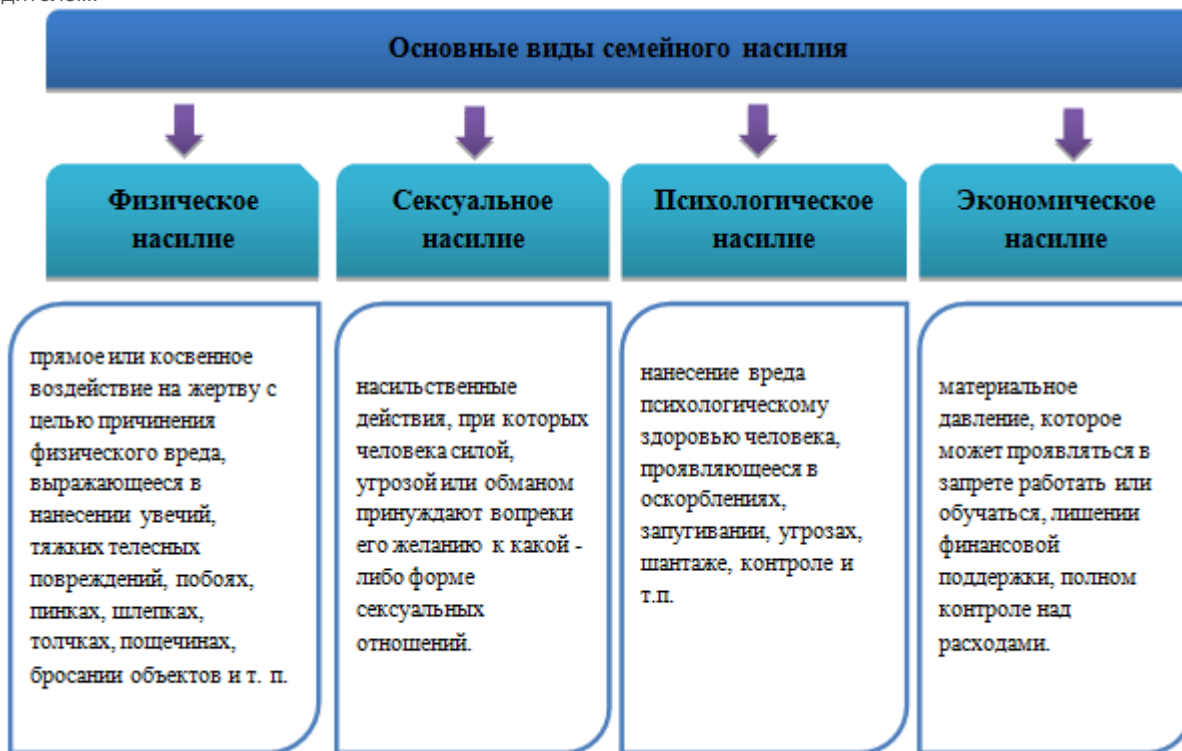 Основные виды семейного насилия
Физическое
насилие
Сексуальное
насилие
Психологическое
насилие
Экономическое
насилие
прямое или косвенное
воздействие на жертву с
целью причинения
физического вреда,
выражающееся в
нанесении увечий,
тяжких телесных
повреждений, побоях,
пинках, шлепках,
толчках, пощечинах,
бросании объектов и т. п.
насильственные
действия, при которых
человека силой,
угрозой или обманом
принуждают вопреки
его желанию к какой -
либо форме
сексуальных
отношений.
нанесение вреда
психологическому
здоровью человека,
проявляющееся в
оскорблениях,
запугивании, угрозах,
шантаже, контроле и
т.п.
материальное
давление, которое
может проявляться в
запрете работать или
обучаться, лишении
финансовой
поддержки, полном
контроле над
расходами.